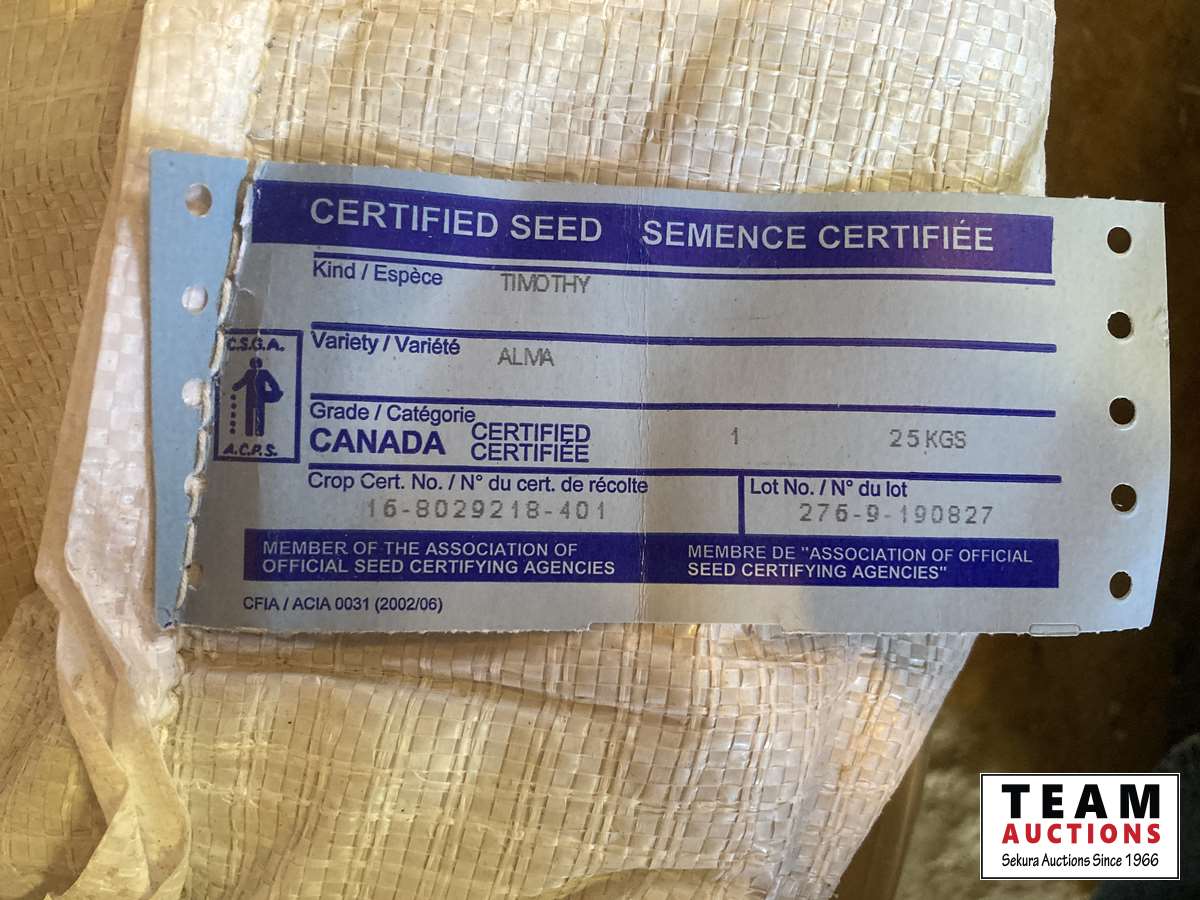 CERTIFIED SEED SEMENCE CERTIFIÉE
Kind / Espèce TIMOTHY
Variety / Variété ALMA
C.S.G.A.
A.C.P.S.
Grade / Catégorie
CANADA CERTIFIED 1 25 KGS
CERTIFIÉE
Crop Cert. No. / N° du cert. de récolte Lot No. / N° du lot
16-8029218-401 276-9-190827
MEMBER OF THE ASSOCIATION OF MEMBRE DE "ASSOCIATION OF OFFICIAL
OFFICIAL SEED CERTIFYING AGENCIES SEED CERTIFYING AGENCIES"
CFIA / ACIA 0031 (2002/06)
TEAM
AUCTIONS
Sekura Auctions Since 1966